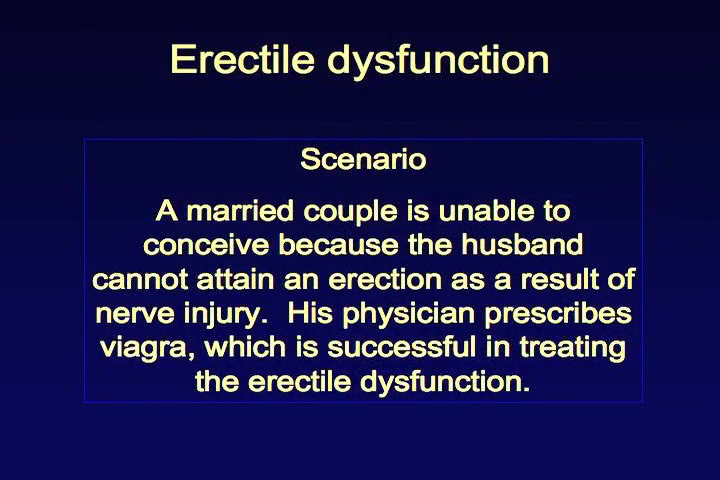 Erectile dysfunction
Scenario
A married couple is unable to
conceive because the husband
cannot attain an erection as a result of
nerve injury.  His physician prescribes
viagra, which is successful in treating
the erectile dysfunction.